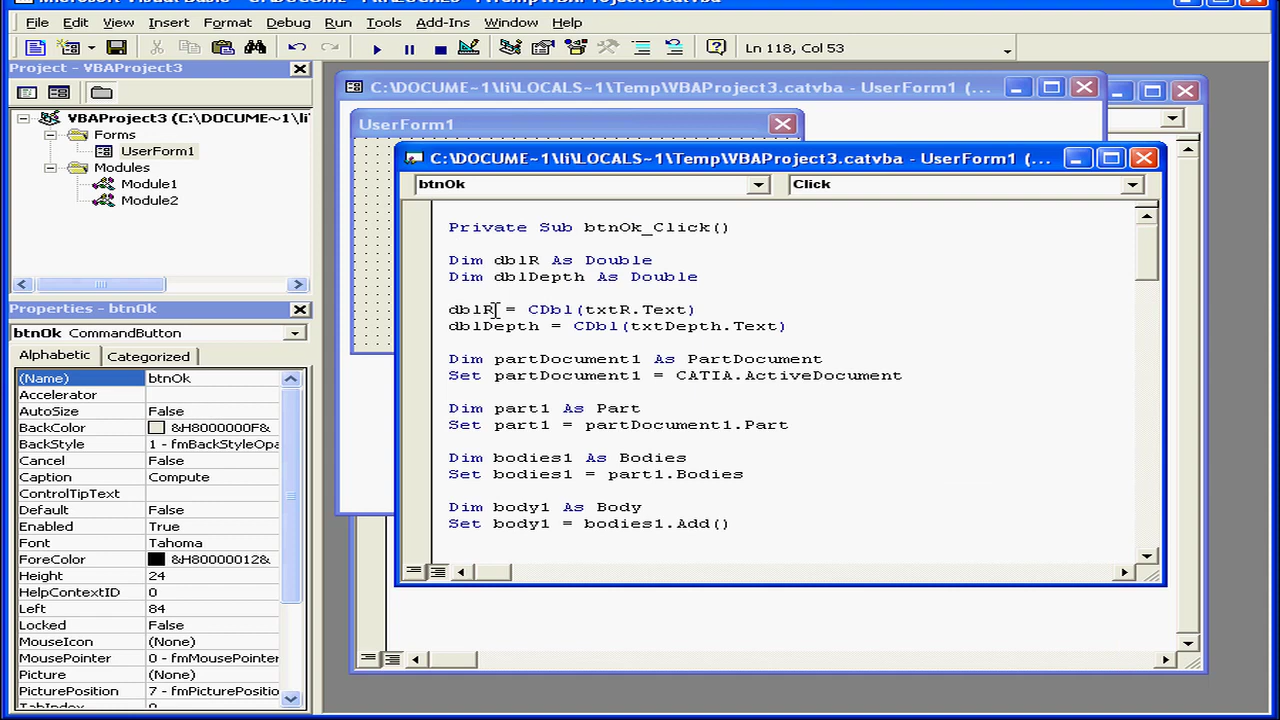 File Edit View Insert Format Debug Run Tools Add-Ins Window Help
Ln 118, Col 53
Project - VBAProject3
VBAProject3 (C:\DOCUME~1\li'
Forms
UserForm1
Modules
Module1
Module2
Properties - btnOk
btnOk CommandButton
Alphabetic Categorized
(Name) btnOk
Accelerator
AutoSize False
BackColor &H8000000F&
BackStyle 1 - fmBackStyleOpa
Cancel False
Caption Compute
ControlTipText
Default False
Enabled True
Font Tahoma
ForeColor &H80000012&
Height 24
HelpContextID 0
Left 84
Locked False
MouseIcon (None)
MousePointer 0 - fmMousePointer
Picture (None)
PicturePosition 7 - fmPicturePositio
TabIndex 0
C:\DOCUME~1\li\LOCALS~1\Temp\VBAProject3.catvba - UserForm1 (...
UserForm1
C:\DOCUME~1\li\LOCALS~1\Temp\VBAProject3.catvba - UserForm1 (...
btnOk Click
Private Sub btnOk_Click()
Dim dblR As Double
Dim dblDepth As Double
dblR = CDbl(txtR.Text)
dblDepth = CDbl(txtDepth.Text)
Dim partDocument1 As PartDocument
Set partDocument1 = CATIA.ActiveDocument
Dim part1 As Part
Set part1 = partDocument1.Part
Dim bodies1 As Bodies
Set bodies1 = part1.Bodies
Dim body1 As Body
Set body1 = bodies1.Add()